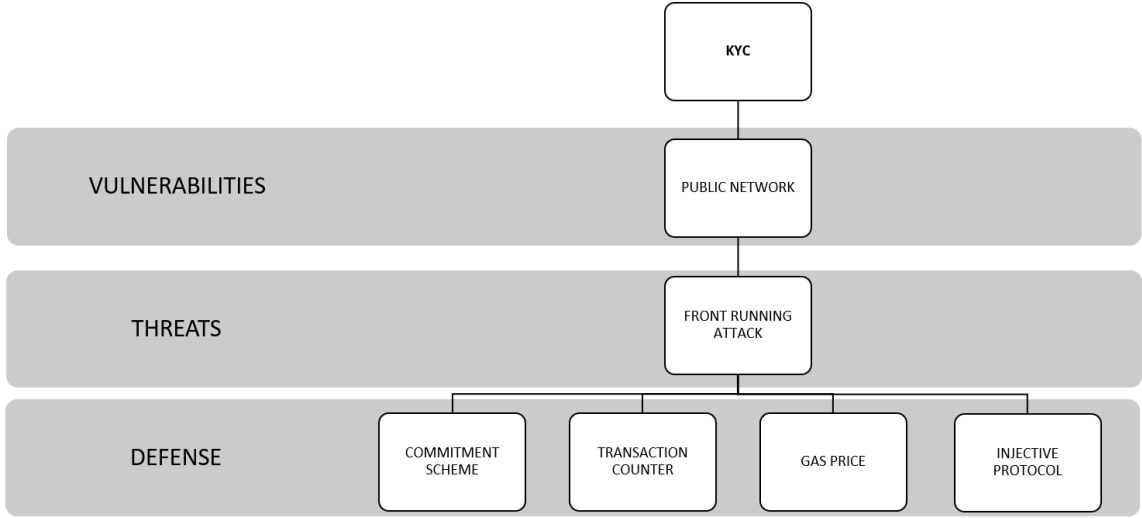 KYC
VULNERABILITIES
PUBLIC NETWORK
THREATS
FRONT RUNNING
ATTACK
DEFENSE
COMMITMENT
SCHEME
TRANSACTION
COUNTER
GAS PRICE
INJECTIVE
PROTOCOL